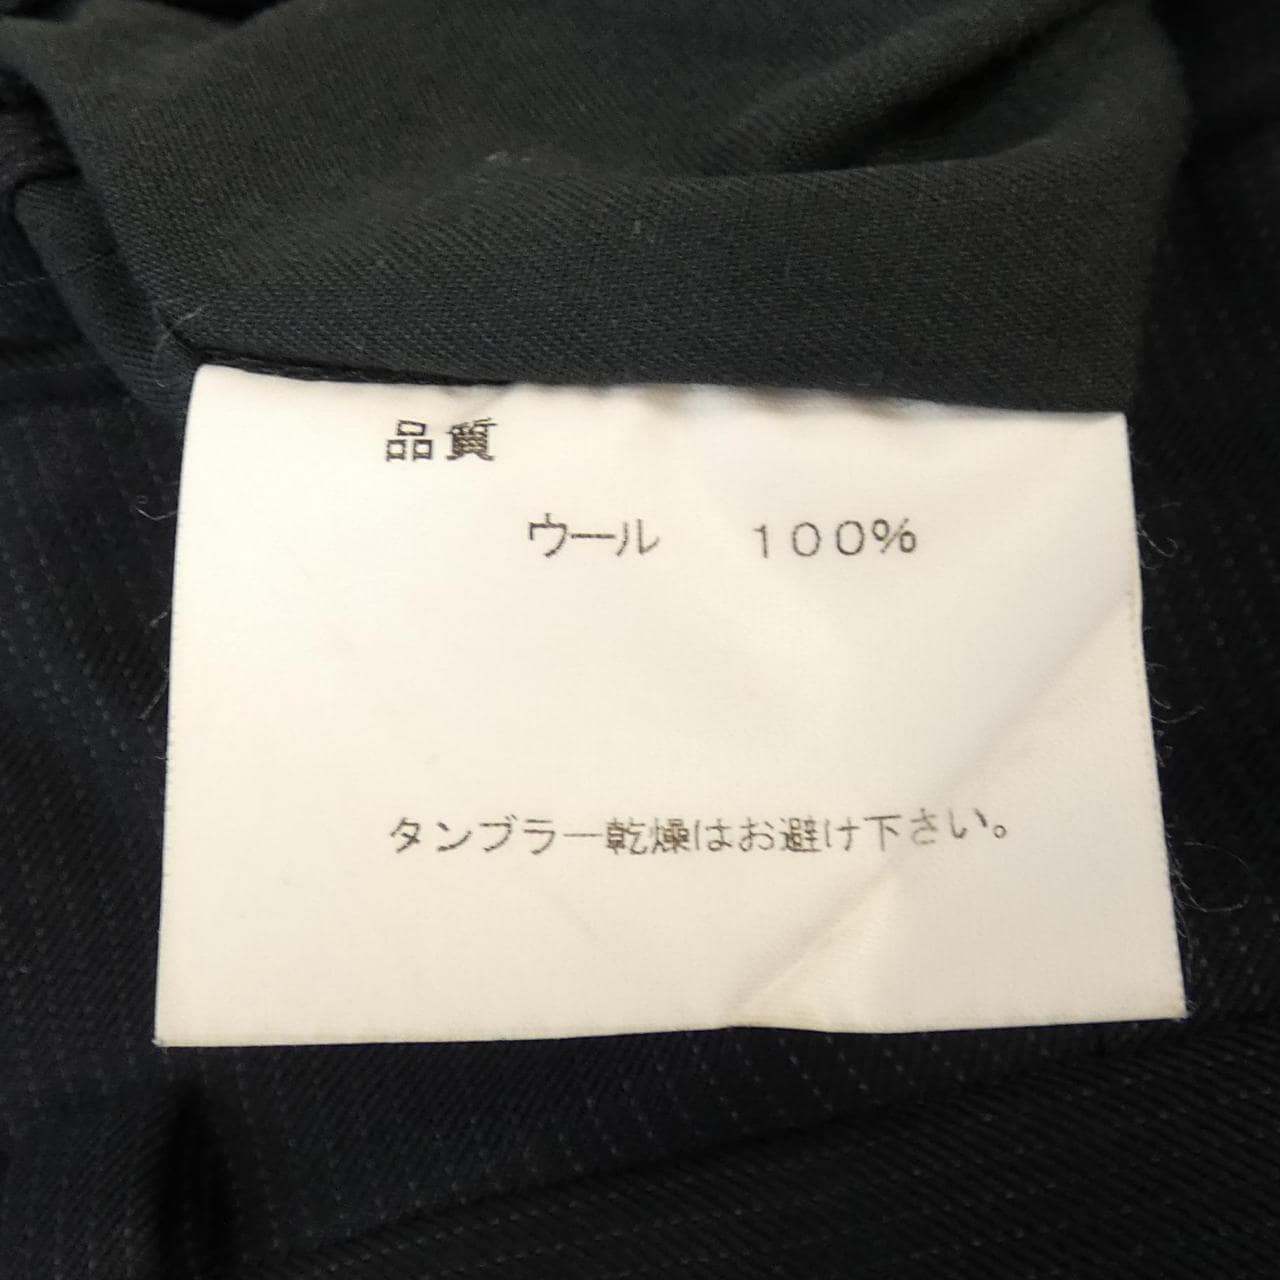 品質
ウール　１００％
タンブラー乾燥はお避け下さい。